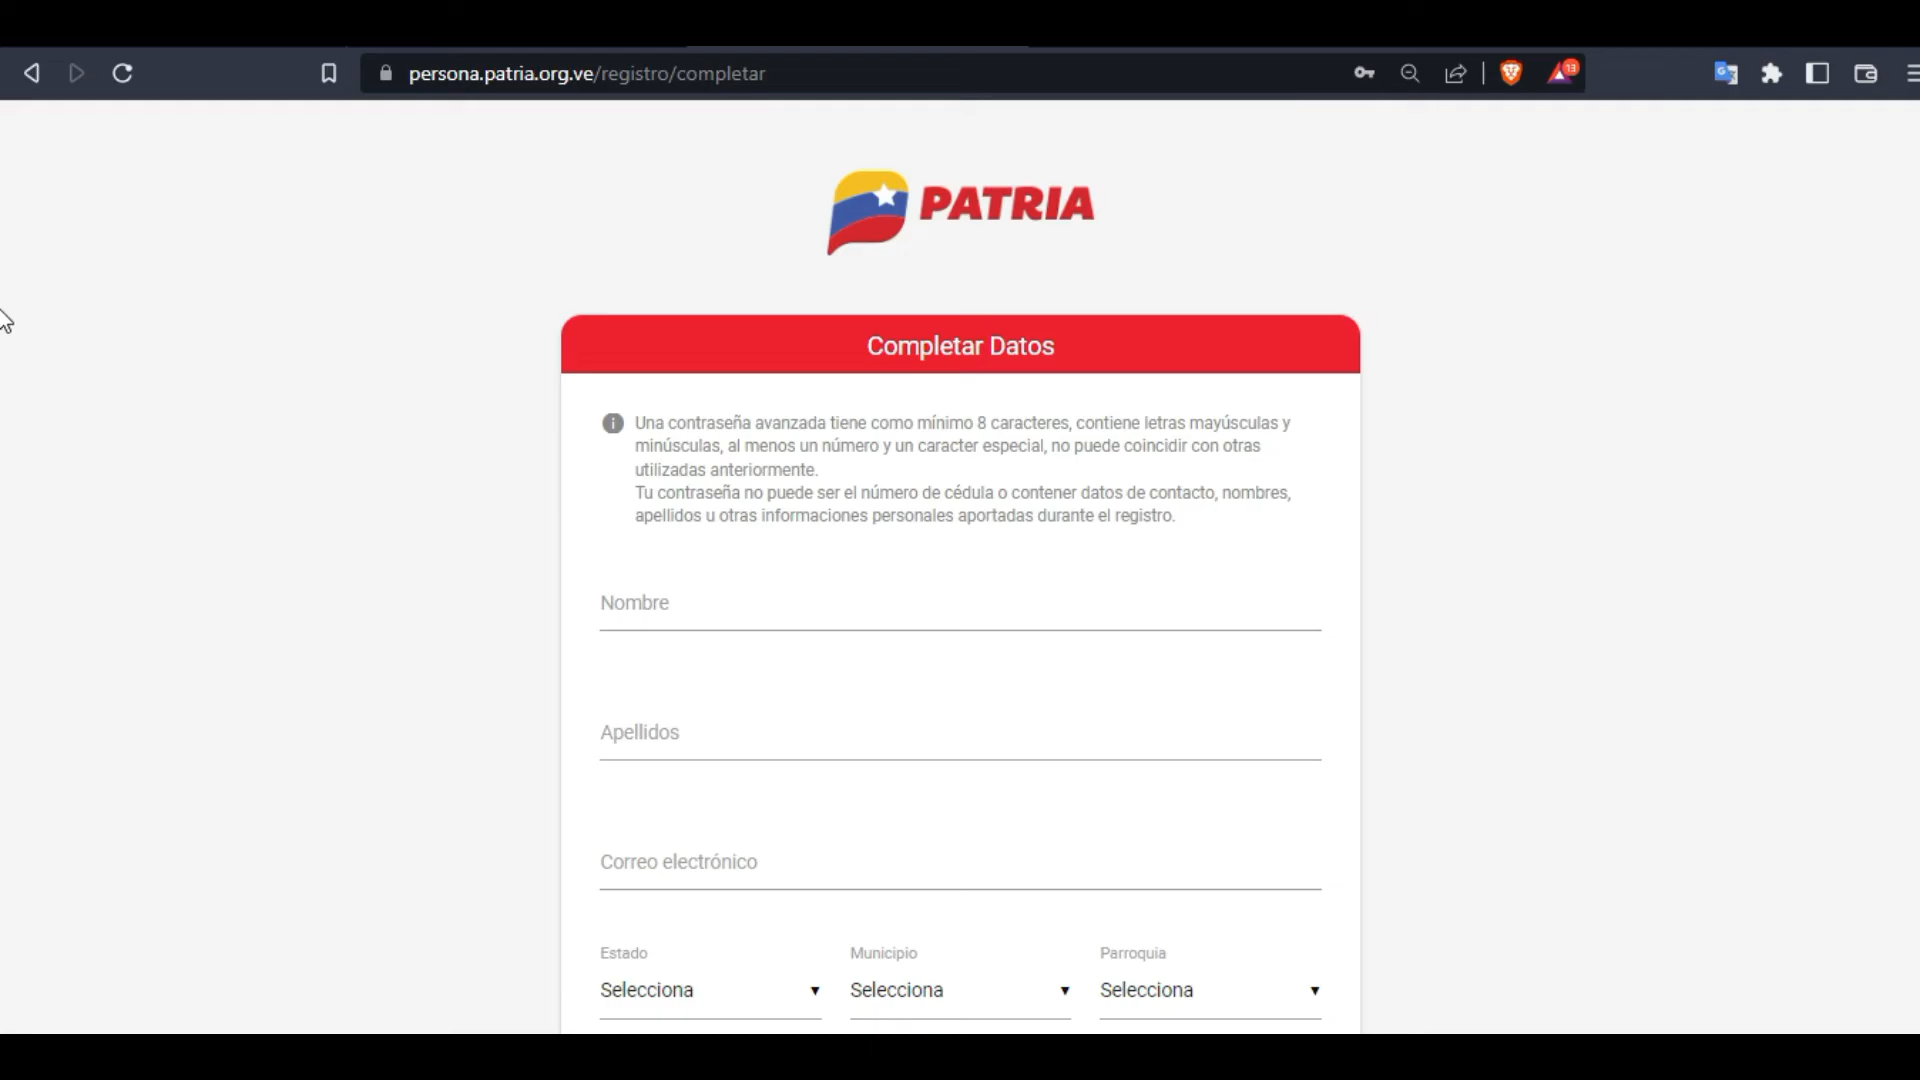 persona.patria.org.ve/registro/completar
13
PATRIA
Completar Datos
Una contraseña avanzada tiene como mínimo 8 caracteres, contiene letras mayúsculas y
minúsculas, al menos un número y un caracter especial, no puede coincidir con otras
utilizadas anteriormente.
Tu contraseña no puede ser el número de cédula o contener datos de contacto, nombres,
apellidos u otras informaciones personales aportadas durante el registro.
Nombre
Apellidos
Correo electrónico
Estado Municipio Parroquia
Selecciona Selecciona Selecciona